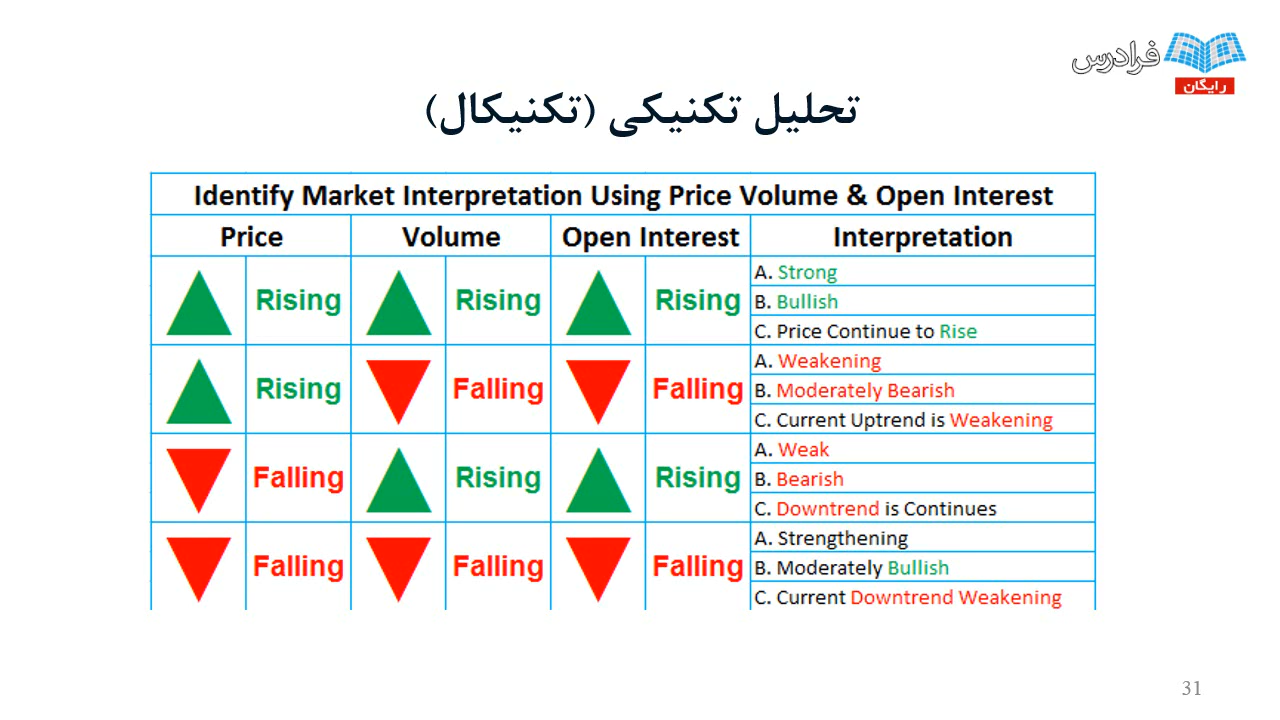 فرادرس
رایگان
تحلیل تکنیکی (تکنیکال)
Identify Market Interpretation Using Price Volume & Open Interest
Price Volume Open Interest Interpretation
Rising Rising Rising
A. Strong
B. Bullish
C. Price Continue to Rise
Rising Falling Falling
A. Weakening
B. Moderately Bearish
C. Current Uptrend is Weakening
Falling Rising Rising
A. Weak
B. Bearish
C. Downtrend is Continues
Falling Falling Falling
A. Strengthening
B. Moderately Bullish
C. Current Downtrend Weakening
31